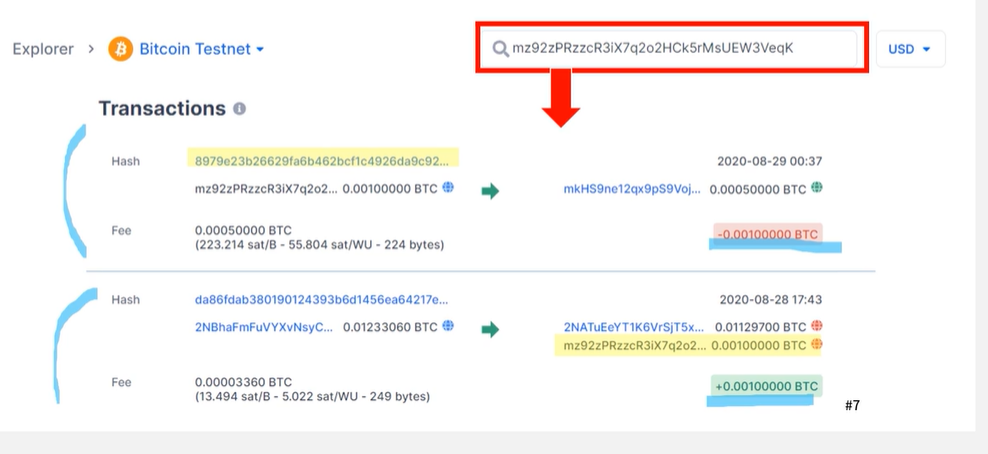 Explorer > Bitcoin Testnet mz92zPRzzcR3iX7q2o2HCk5rMsUEW3VeqK USD
Transactions
Hash 8979e23b26629fa6b462bcf1c4926da9c92... 2020-08-29 00:37
mz92zPRzzcR3iX7q2o2... 0.00100000 BTC mkHS9ne12qx9pS9Voj... 0.00050000 BTC
Fee 0.00050000 BTC -0.00100000 BTC
(223.214 sat/B - 55.804 sat/WU - 224 bytes)
Hash da86fdab380190124393b6d1456ea64217e... 2020-08-28 17:43
2NBhaFmFuVYXvNsyC... 0.01233060 BTC 2NATuEeYT1K6VrSjT5x... 0.01129700 BTC
mz92zPRzzcR3iX7q2o2... 0.00100000 BTC
Fee 0.00003360 BTC +0.00100000 BTC
(13.494 sat/B - 5.022 sat/WU - 249 bytes)
#7